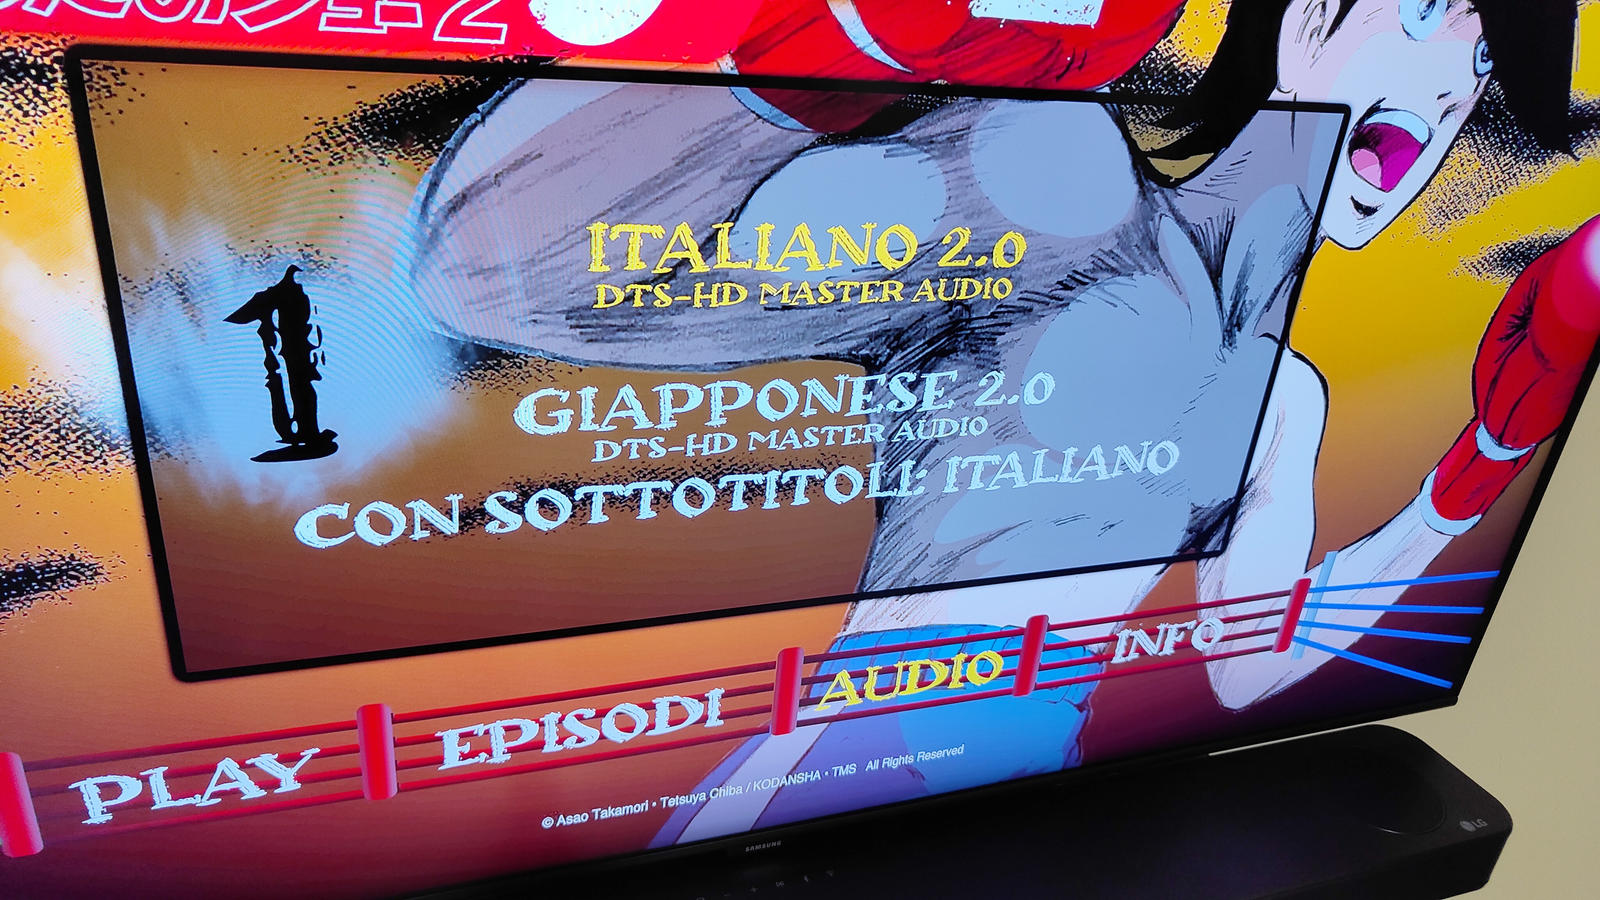 2
1
ITALIANO 2.0
DTS-HD MASTER AUDIO
GIAPPONESE 2.0
DTS-HD MASTER AUDIO
CON SOTTOTITOLI: ITALIANO
PLAY
EPISODI
AUDIO
INFO
© Asao Takamori • Tetsuya Chiba / KODANSHA • TMS All Rights Reserved
SAMSUNG
LG